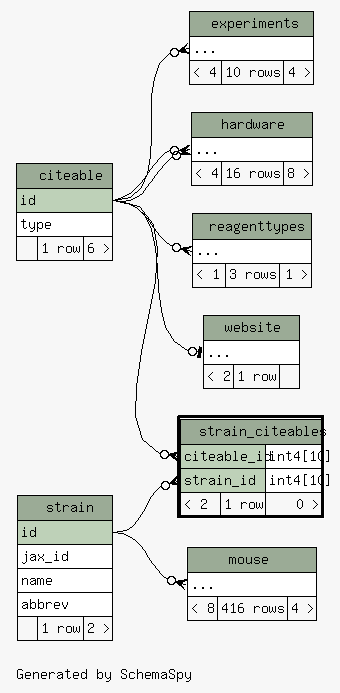 experiments
...
< 4 10 rows 4 >
hardware
...
< 4 16 rows 8 >
citeable
id
type
1 row 6 >
reagenttypes
...
< 1 3 rows 1 >
website
...
< 2 1 row
strain_citeables
citeable_id int4[10]
strain_id int4[10]
< 2 1 row 0 >
strain
id
jax_id
name
abbrev
1 row 2 >
mouse
...
< 8 416 rows 4 >
Generated by SchemaSpy